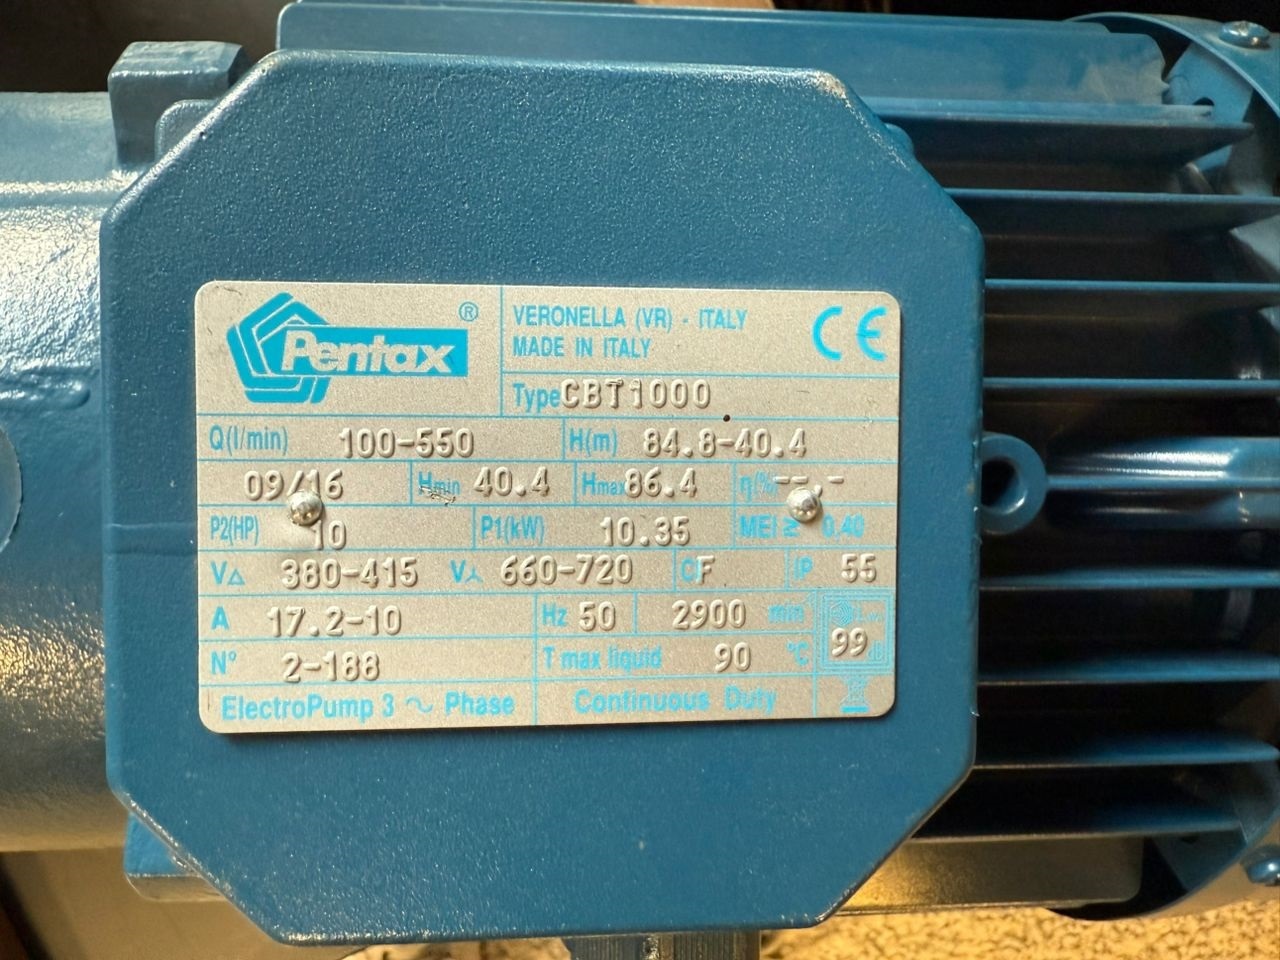 Pentax ®
VERONELLA (VR) - ITALY
MADE IN ITALY
CE
Type CBT1000
Q(l/min) 100-550 H(m) 84.8-40.4
09/16 Hmin 40.4 Hmax 86.4 η(%) --.-
P2(HP) 10 P1(kW) 10.35 MEI ≥ 0.40
V△ 380-415 V⅄ 660-720 F IP 55
A 17.2-10 Hz 50 2900 min
N° 2-188 T max liquid 90 °C 99 dB
ElectroPump 3 ~ Phase Continuous Duty